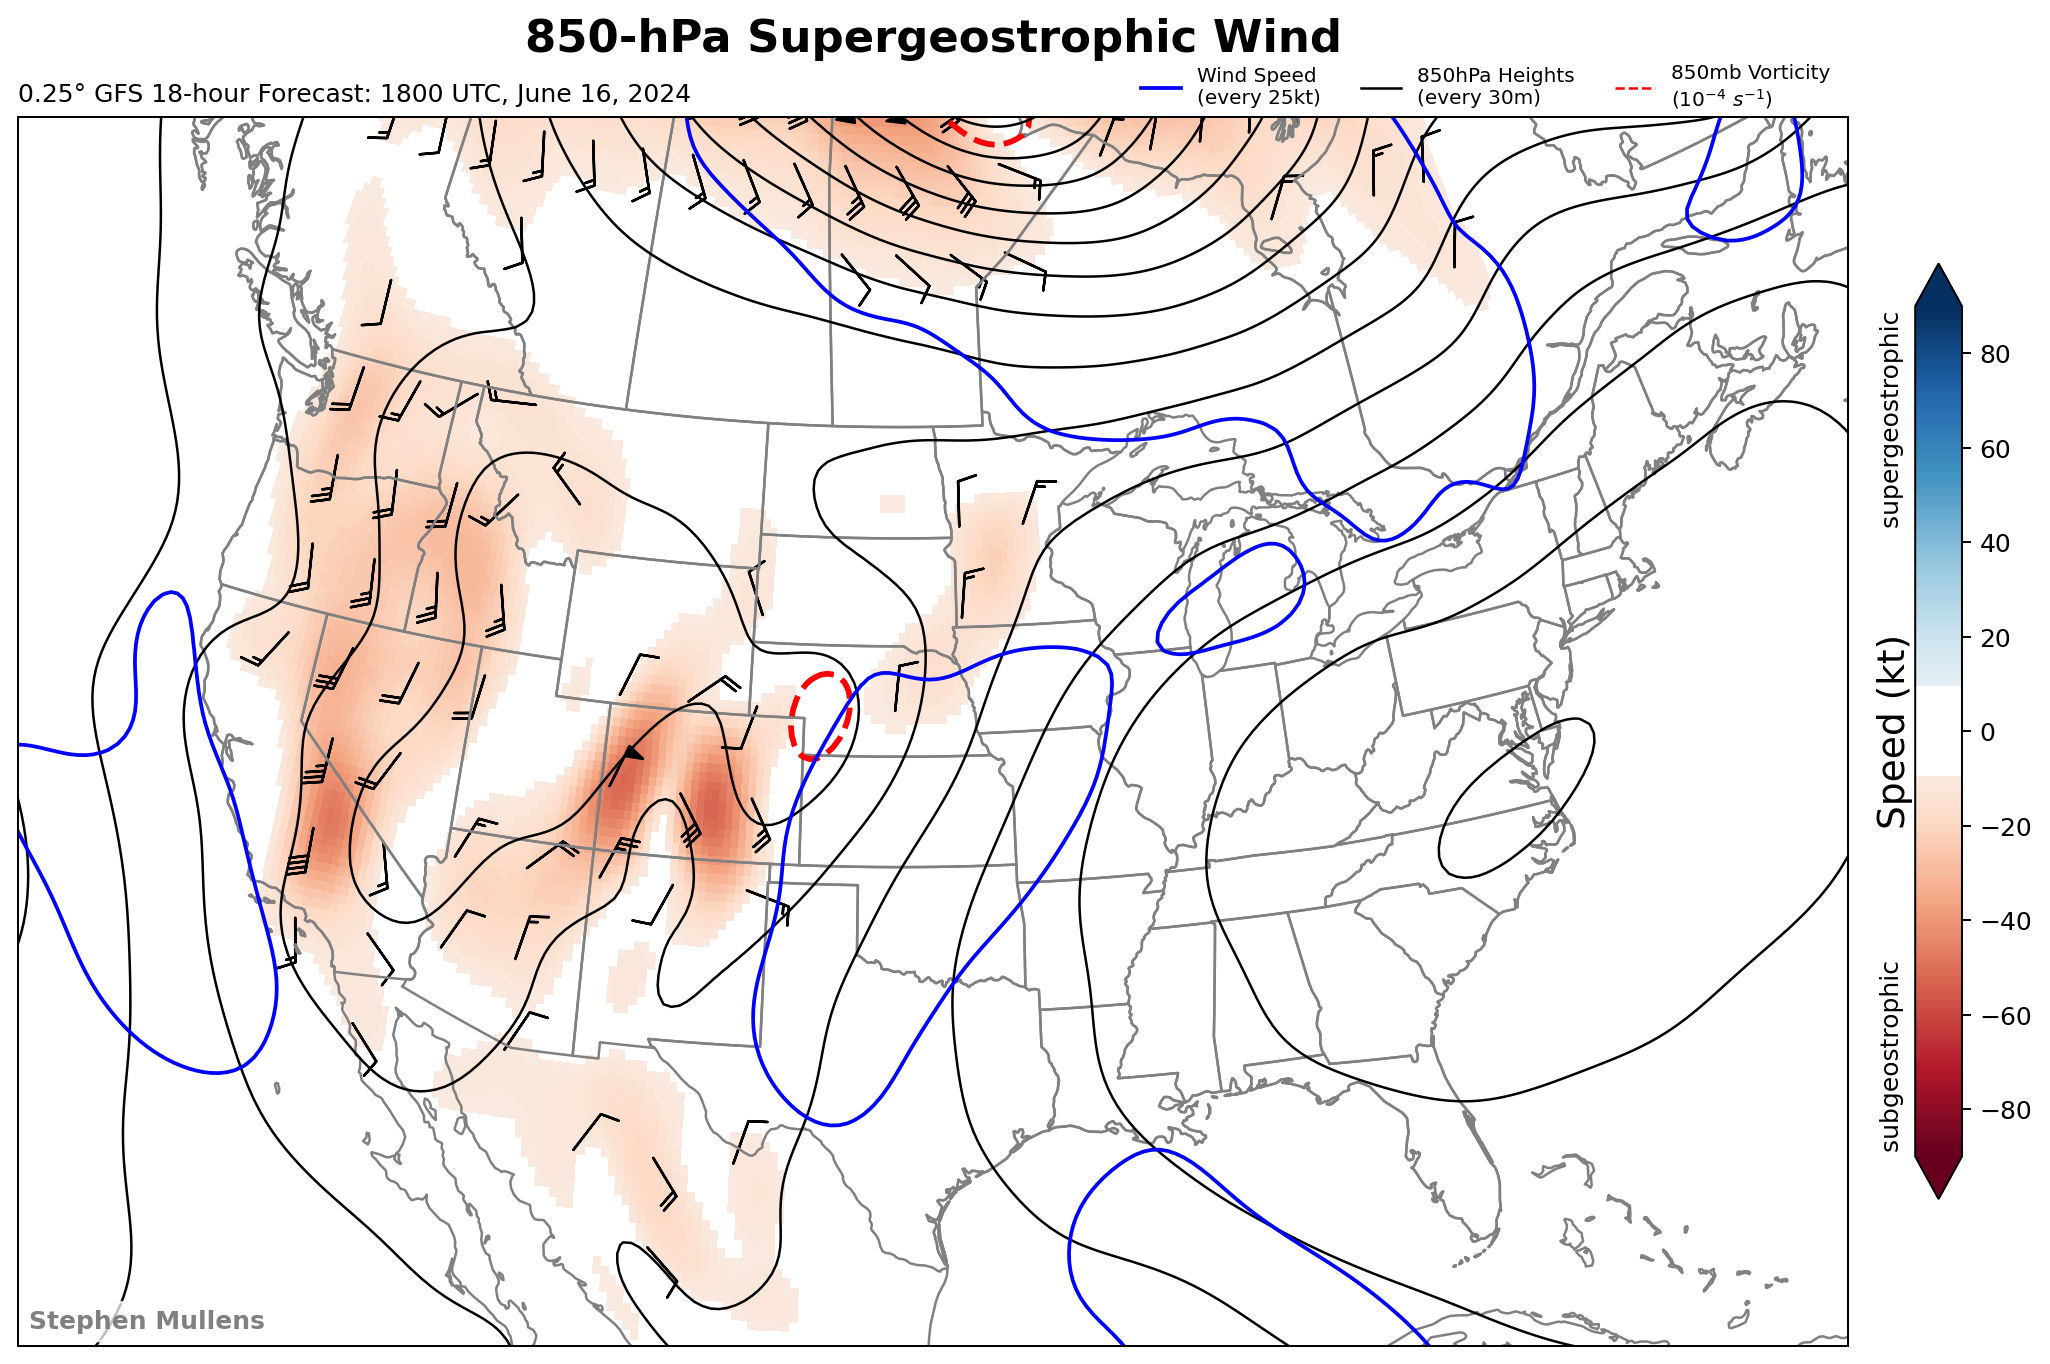 850-hPa Supergeostrophic Wind
0.25° GFS 18-hour Forecast: 1800 UTC, June 16, 2024
Wind Speed
(every 25kt)
850hPa Heights
(every 30m)
850mb Vorticity
(10⁻⁴ s⁻¹)
supergeostrophic
Speed (kt)
subgeostrophic
80
60
40
20
0
−20
−40
−60
−80
Stephen Mullens